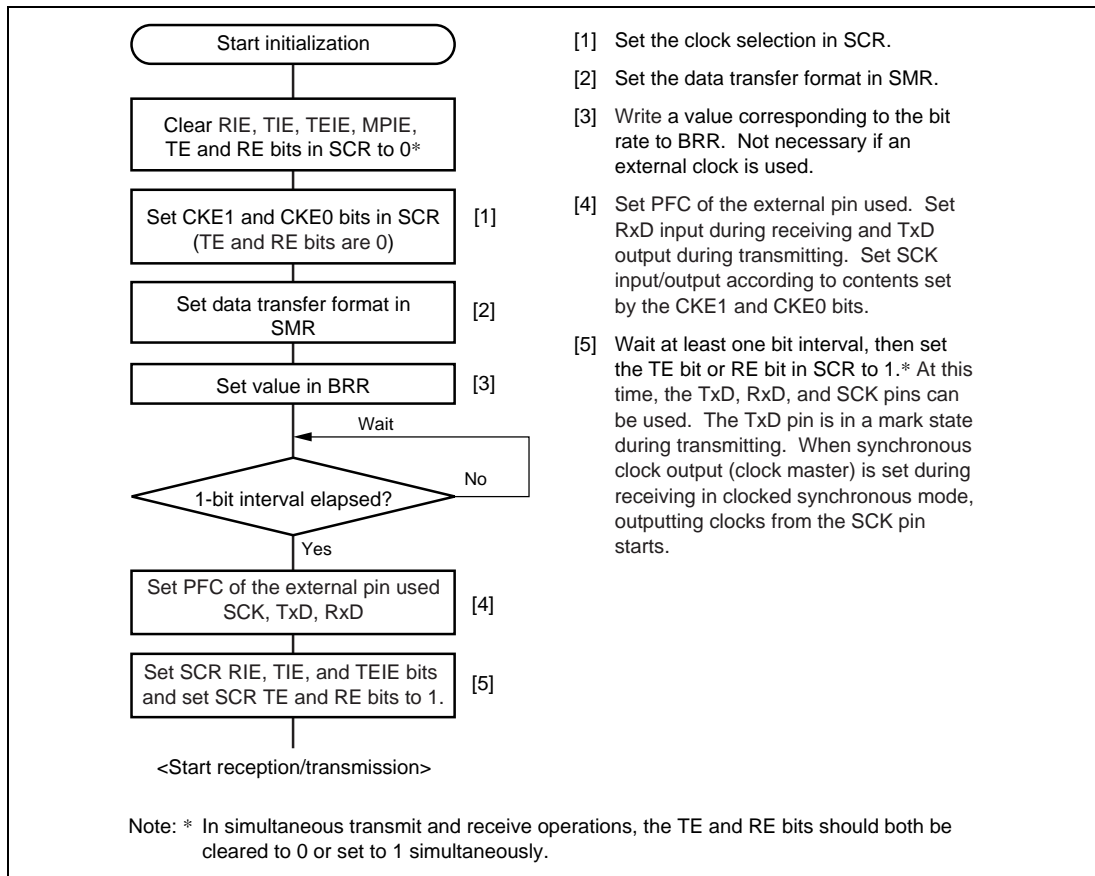 Start initialization
Clear RIE, TIE, TEIE, MPIE,
TE and RE bits in SCR to 0*
Set CKE1 and CKE0 bits in SCR
(TE and RE bits are 0)
[1]
Set data transfer format in
SMR
[2]
Set value in BRR
[3]
Wait
1-bit interval elapsed?
No
Yes
Set PFC of the external pin used
SCK, TxD, RxD
[4]
Set SCR RIE, TIE, and TEIE bits
and set SCR TE and RE bits to 1.
[5]
<Start reception/transmission>
[1] Set the clock selection in SCR.
[2] Set the data transfer format in SMR.
[3] Write a value corresponding to the bit
rate to BRR. Not necessary if an
external clock is used.
[4] Set PFC of the external pin used. Set
RxD input during receiving and TxD
output during transmitting. Set SCK
input/output according to contents set
by the CKE1 and CKE0 bits.
[5] Wait at least one bit interval, then set
the TE bit or RE bit in SCR to 1.* At this
time, the TxD, RxD, and SCK pins can
be used. The TxD pin is in a mark state
during transmitting. When synchronous
clock output (clock master) is set during
receiving in clocked synchronous mode,
outputting clocks from the SCK pin
starts.
Note: * In simultaneous transmit and receive operations, the TE and RE bits should both be
cleared to 0 or set to 1 simultaneously.